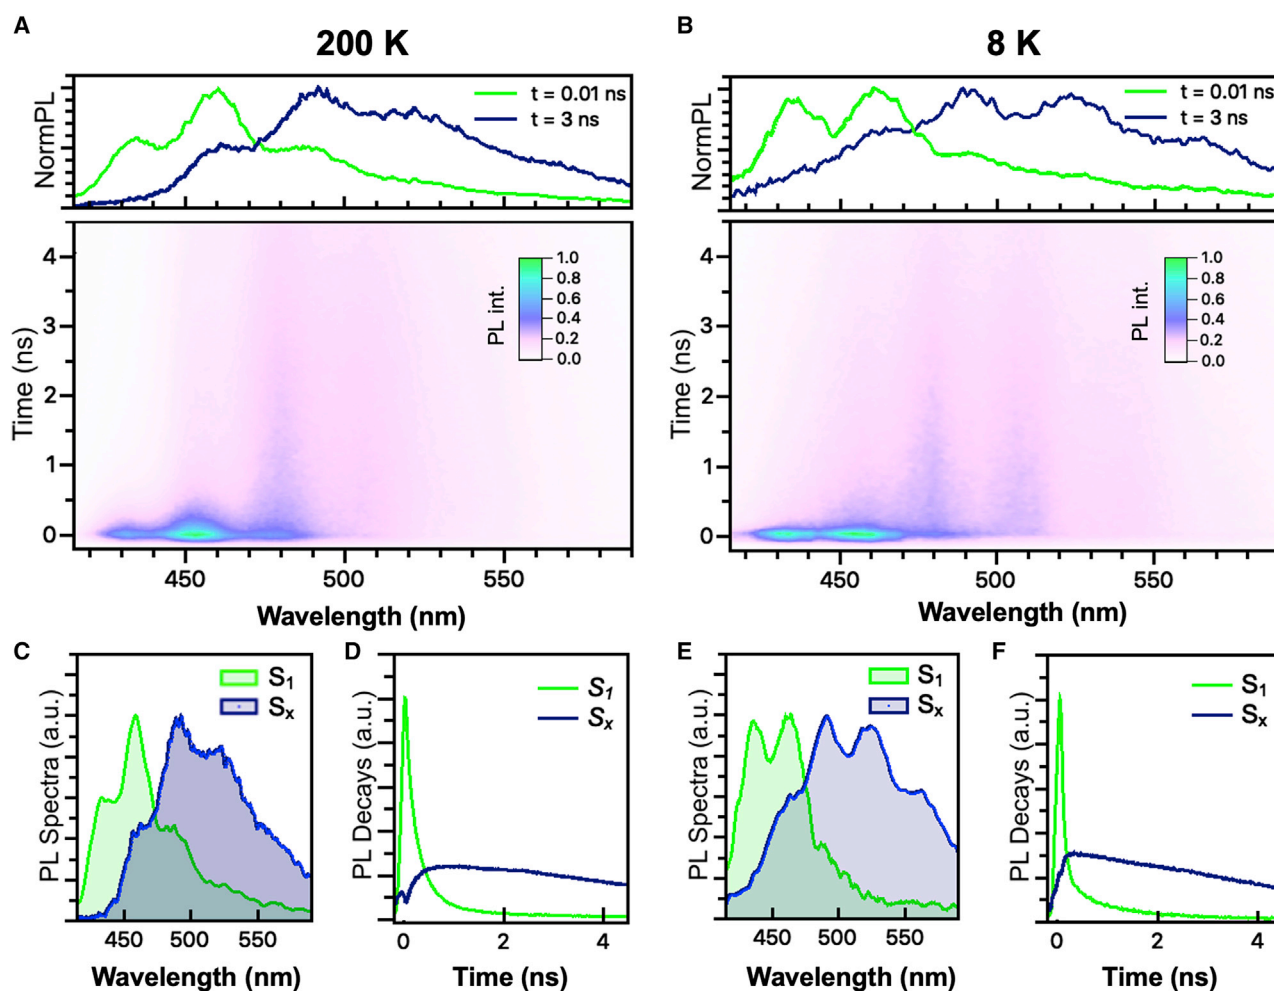 A
200 K
B
8 K
NormPL
t = 0.01 ns
t = 3 ns
NormPL
t = 0.01 ns
t = 3 ns
Time (ns)
4
3
2
1
0
PL int.
1.0
0.8
0.6
0.4
0.2
0.0
450
500
550
Wavelength (nm)
Time (ns)
4
3
2
1
0
PL int.
1.0
0.8
0.6
0.4
0.2
0.0
450
500
550
Wavelength (nm)
C
PL Spectra (a.u.)
S1
Sx
450
500
550
Wavelength (nm)
D
PL Decays (a.u.)
S1
Sx
0
2
4
Time (ns)
E
PL Spectra (a.u.)
S1
Sx
450
500
550
Wavelength (nm)
F
PL Decays (a.u.)
S1
Sx
0
2
4
Time (ns)